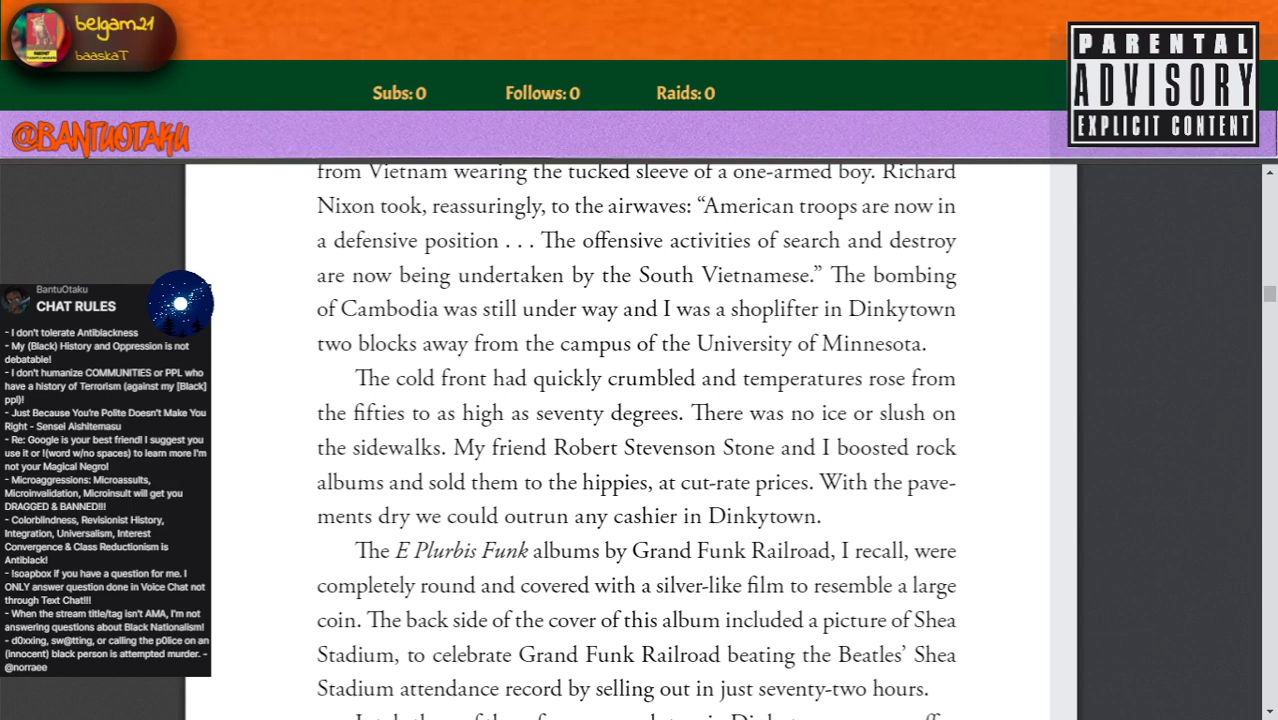 belgam21
baaskaT
PARENTAL
ADVISORY
EXPLICIT CONTENT
Subs: 0
Follows: 0
Raids: 0
@BANTUOTAKU
from Vietnam wearing the tucked sleeve of a one-armed boy. Richard
Nixon took, reassuringly, to the airwaves: “American troops are now in
a defensive position . . . The offensive activities of search and destroy
are now being undertaken by the South Vietnamese.” The bombing
of Cambodia was still under way and I was a shoplifter in Dinkytown
two blocks away from the campus of the University of Minnesota.
The cold front had quickly crumbled and temperatures rose from
the fifties to as high as seventy degrees. There was no ice or slush on
the sidewalks. My friend Robert Stevenson Stone and I boosted rock
albums and sold them to the hippies, at cut-rate prices. With the pave-
ments dry we could outrun any cashier in Dinkytown.
The E Plurbis Funk albums by Grand Funk Railroad, I recall, were
completely round and covered with a silver-like film to resemble a large
coin. The back side of the cover of this album included a picture of Shea
Stadium, to celebrate Grand Funk Railroad beating the Beatles’ Shea
Stadium attendance record by selling out in just seventy-two hours.
BantuOtaku
CHAT RULES
- I don't tolerate Antiblackness
- My (Black) History and Oppression is not
debatable!
- I don't humanize COMMUNITIES or PPL who
have a history of Terrorism (against my [Black]
ppl)!
- Just Because You're Polite Doesn't Make You
Right - Sensei Aishitemasu
- Re: Google is your best friend! I suggest you
use it or !(word w/no spaces) to learn more I'm
not your Magical Negro!
- Microaggressions: Microassults,
Microinvalidation, Microinsult will get you
DRAGGED & BANNED!!!
- Colorblindness, Revisionist History,
Integration, Universalism, Interest
Convergence & Class Reductionism is
Antiblack!
- !soapbox if you have a question for me. I
ONLY answer question done in Voice Chat not
through Text Chat!!!
- When the stream title/tag isn't AMA, I'm not
answering questions about Black Nationalism!
- d0xxing, sw@tting, or calling the p0lice on an
(innocent) black person is attempted murder. -
@norraee